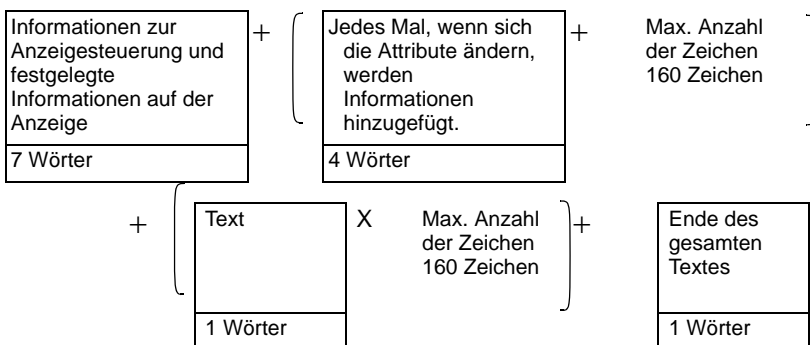 Informationen zur
Anzeigesteuerung und
festgelegte
Informationen auf der
Anzeige
7 Wörter
+
Jedes Mal, wenn sich
die Attribute ändern,
werden
Informationen
hinzugefügt.
4 Wörter
+
Max. Anzahl
der Zeichen
160 Zeichen
+
Text
1 Wörter
X
Max. Anzahl
der Zeichen
160 Zeichen
+
Ende des
gesamten
Textes
1 Wörter